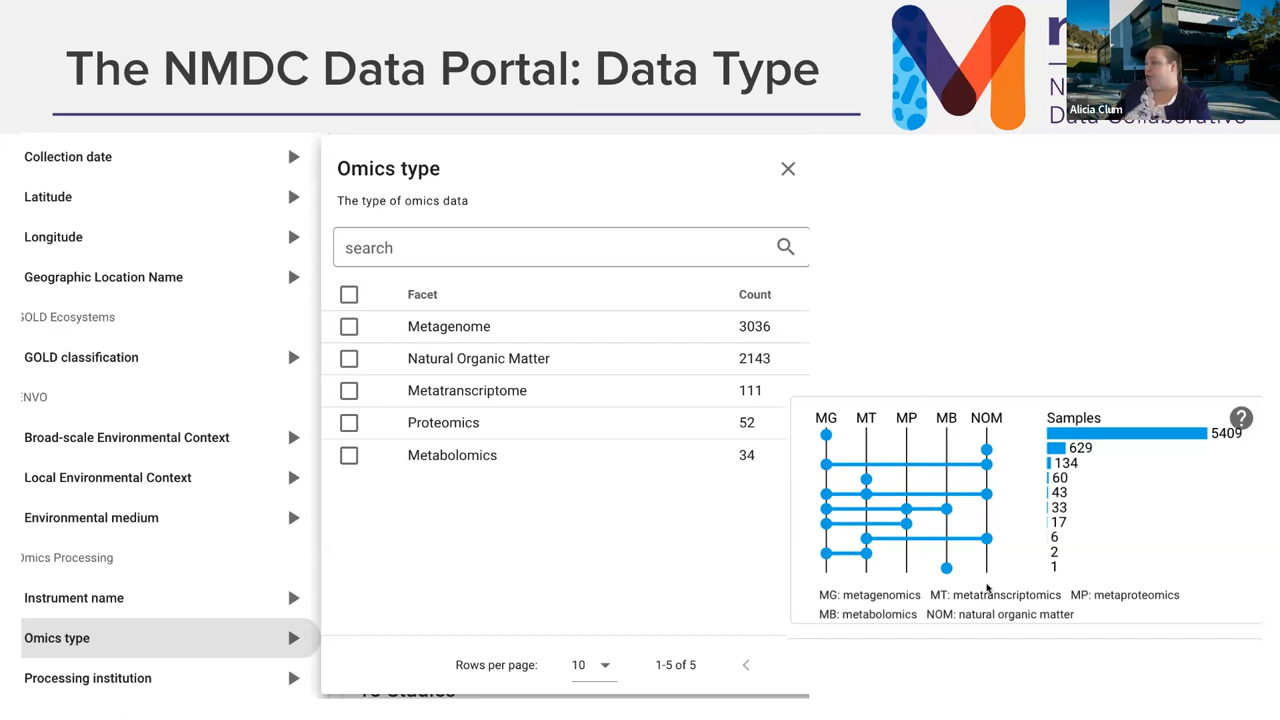 The NMDC Data Portal: Data Type
Alicia Clum
Collection date
Latitude
Longitude
Geographic Location Name
GOLD Ecosystems
GOLD classification
ENVO
Broad-scale Environmental Context
Local Environmental Context
Environmental medium
Omics Processing
Instrument name
Omics type
Processing institution
Omics type
The type of omics data
search
Facet Count
Metagenome 3036
Natural Organic Matter 2143
Metatranscriptome 111
Proteomics 52
Metabolomics 34
Rows per page: 10 1-5 of 5
MG MT MP MB NOM Samples ?
5409
629
134
60
43
33
17
6
2
1
MG: metagenomics MT: metatranscriptomics MP: metaproteomics
MB: metabolomics NOM: natural organic matter